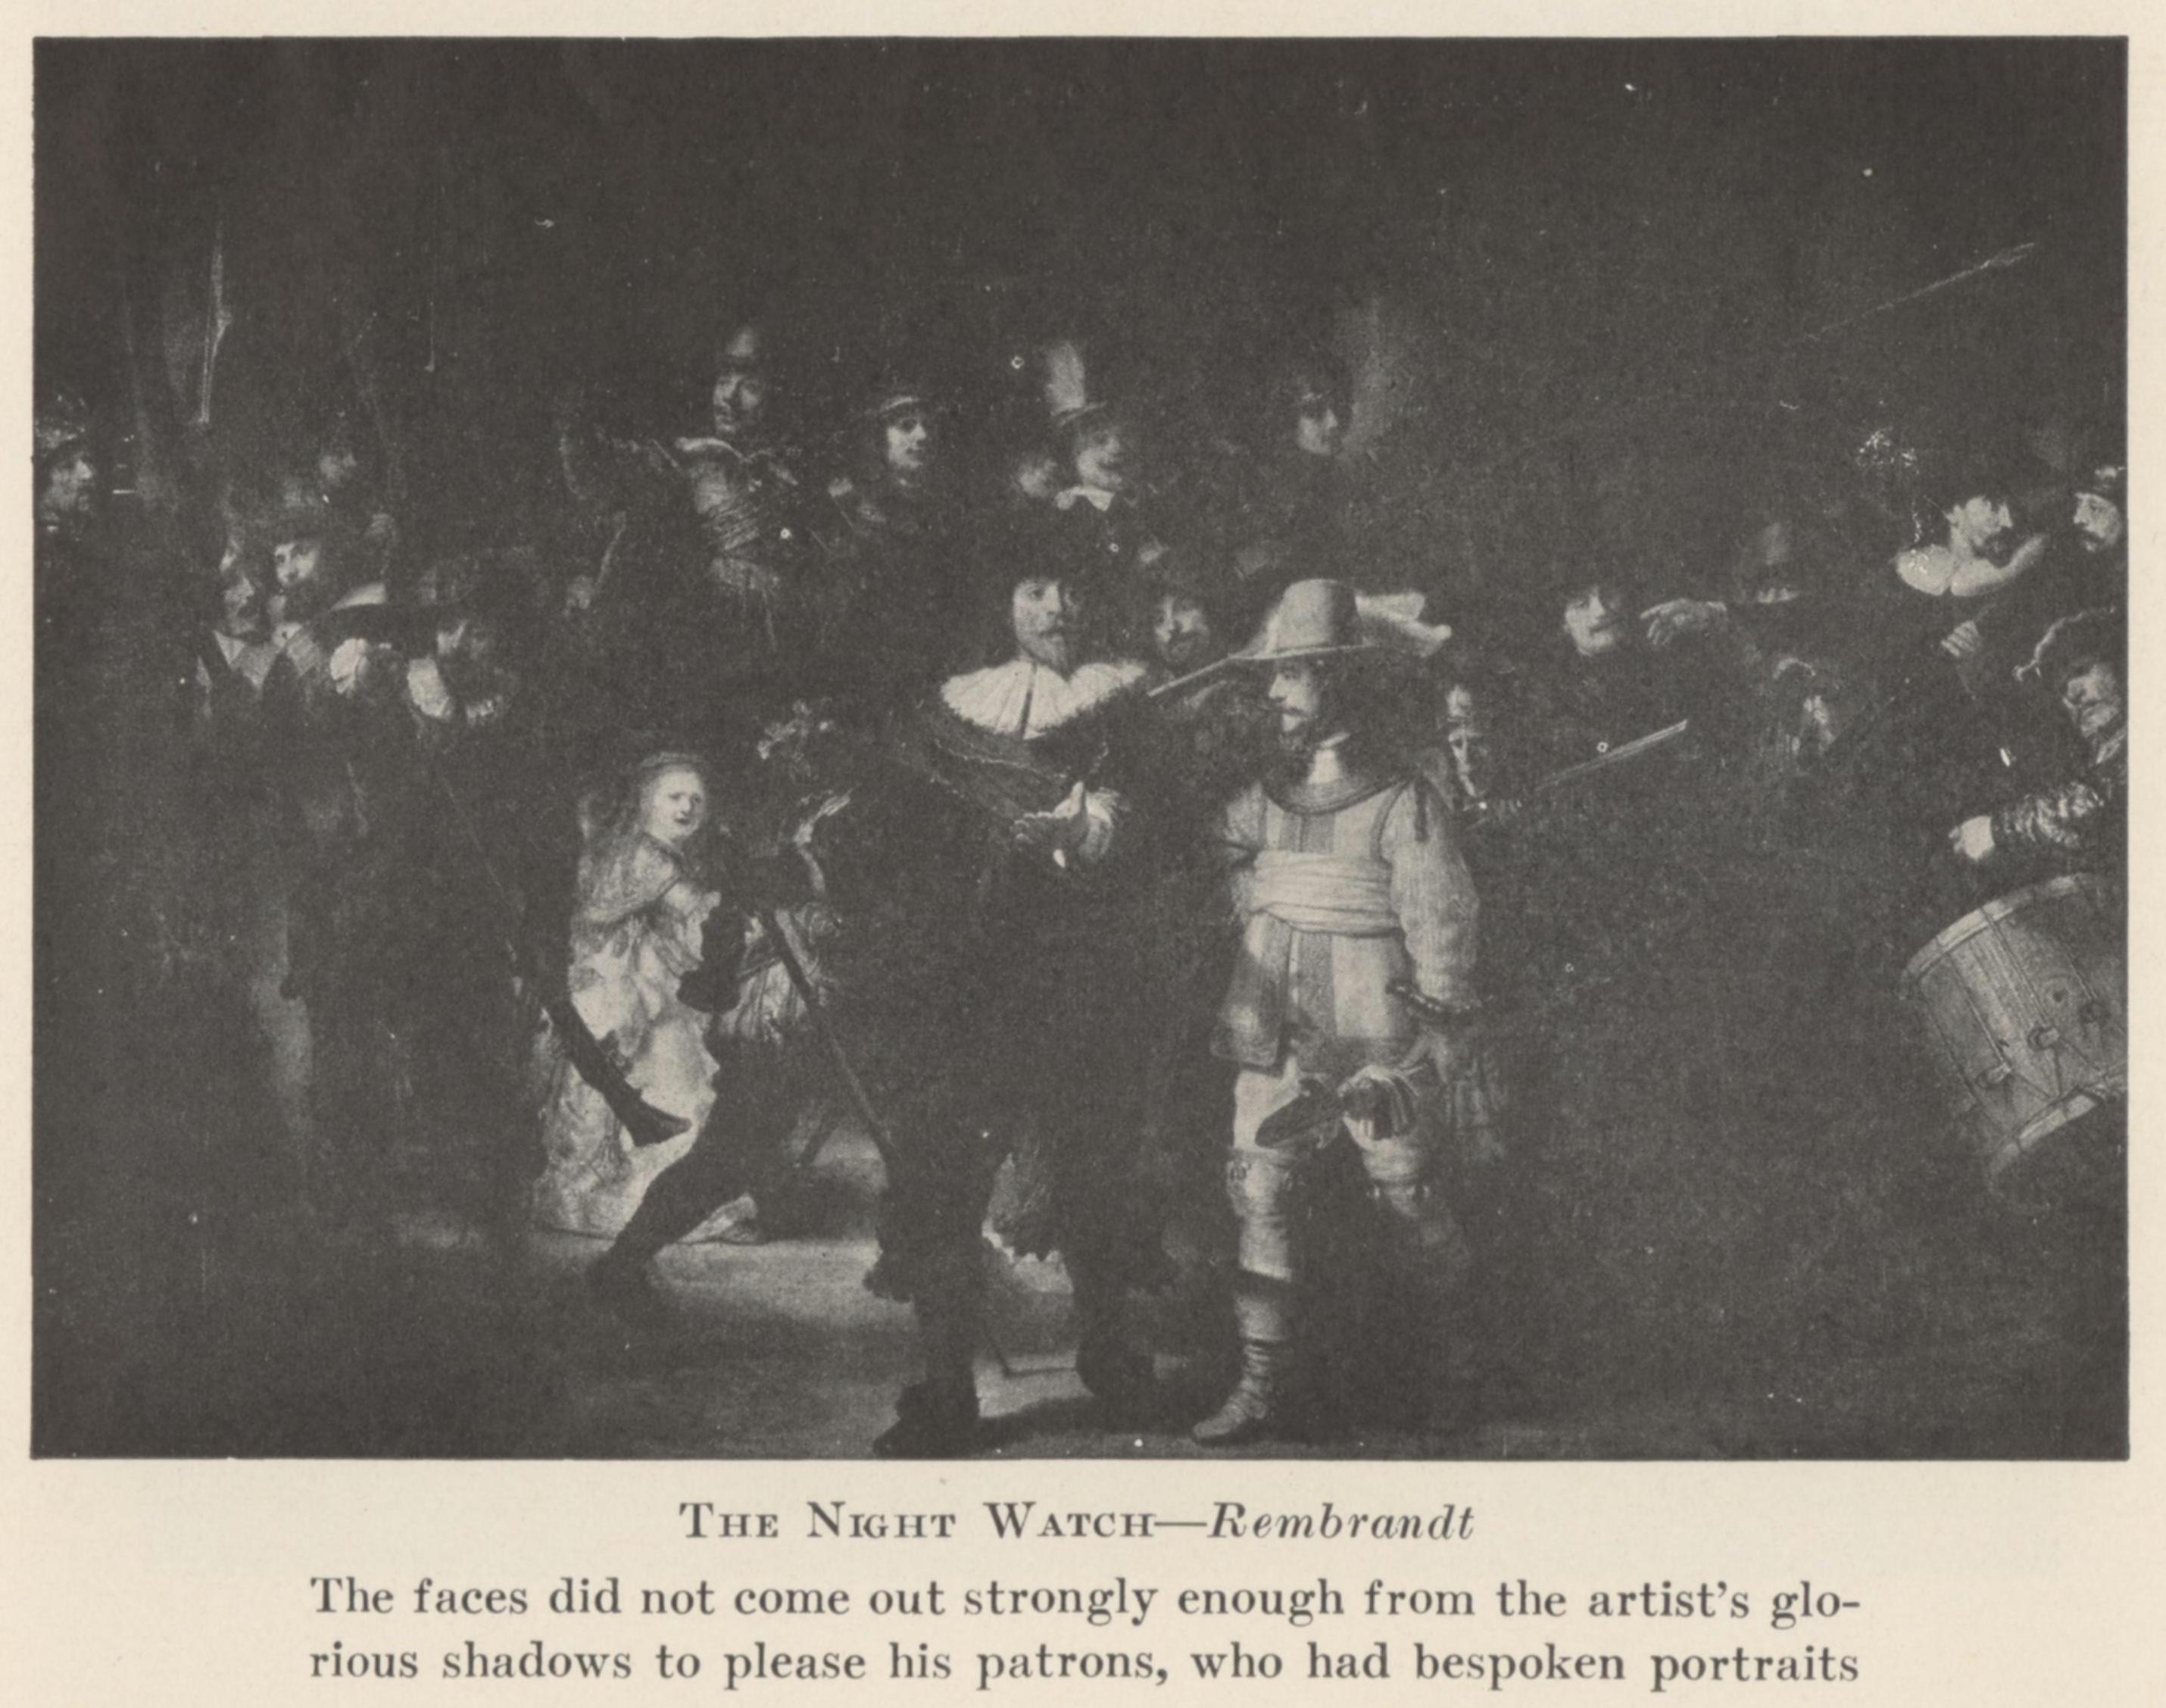 THE NIGHT WATCH—Rembrandt
The faces did not come out strongly enough from the artist's glo-
rious shadows to please his patrons, who had bespoken portraits